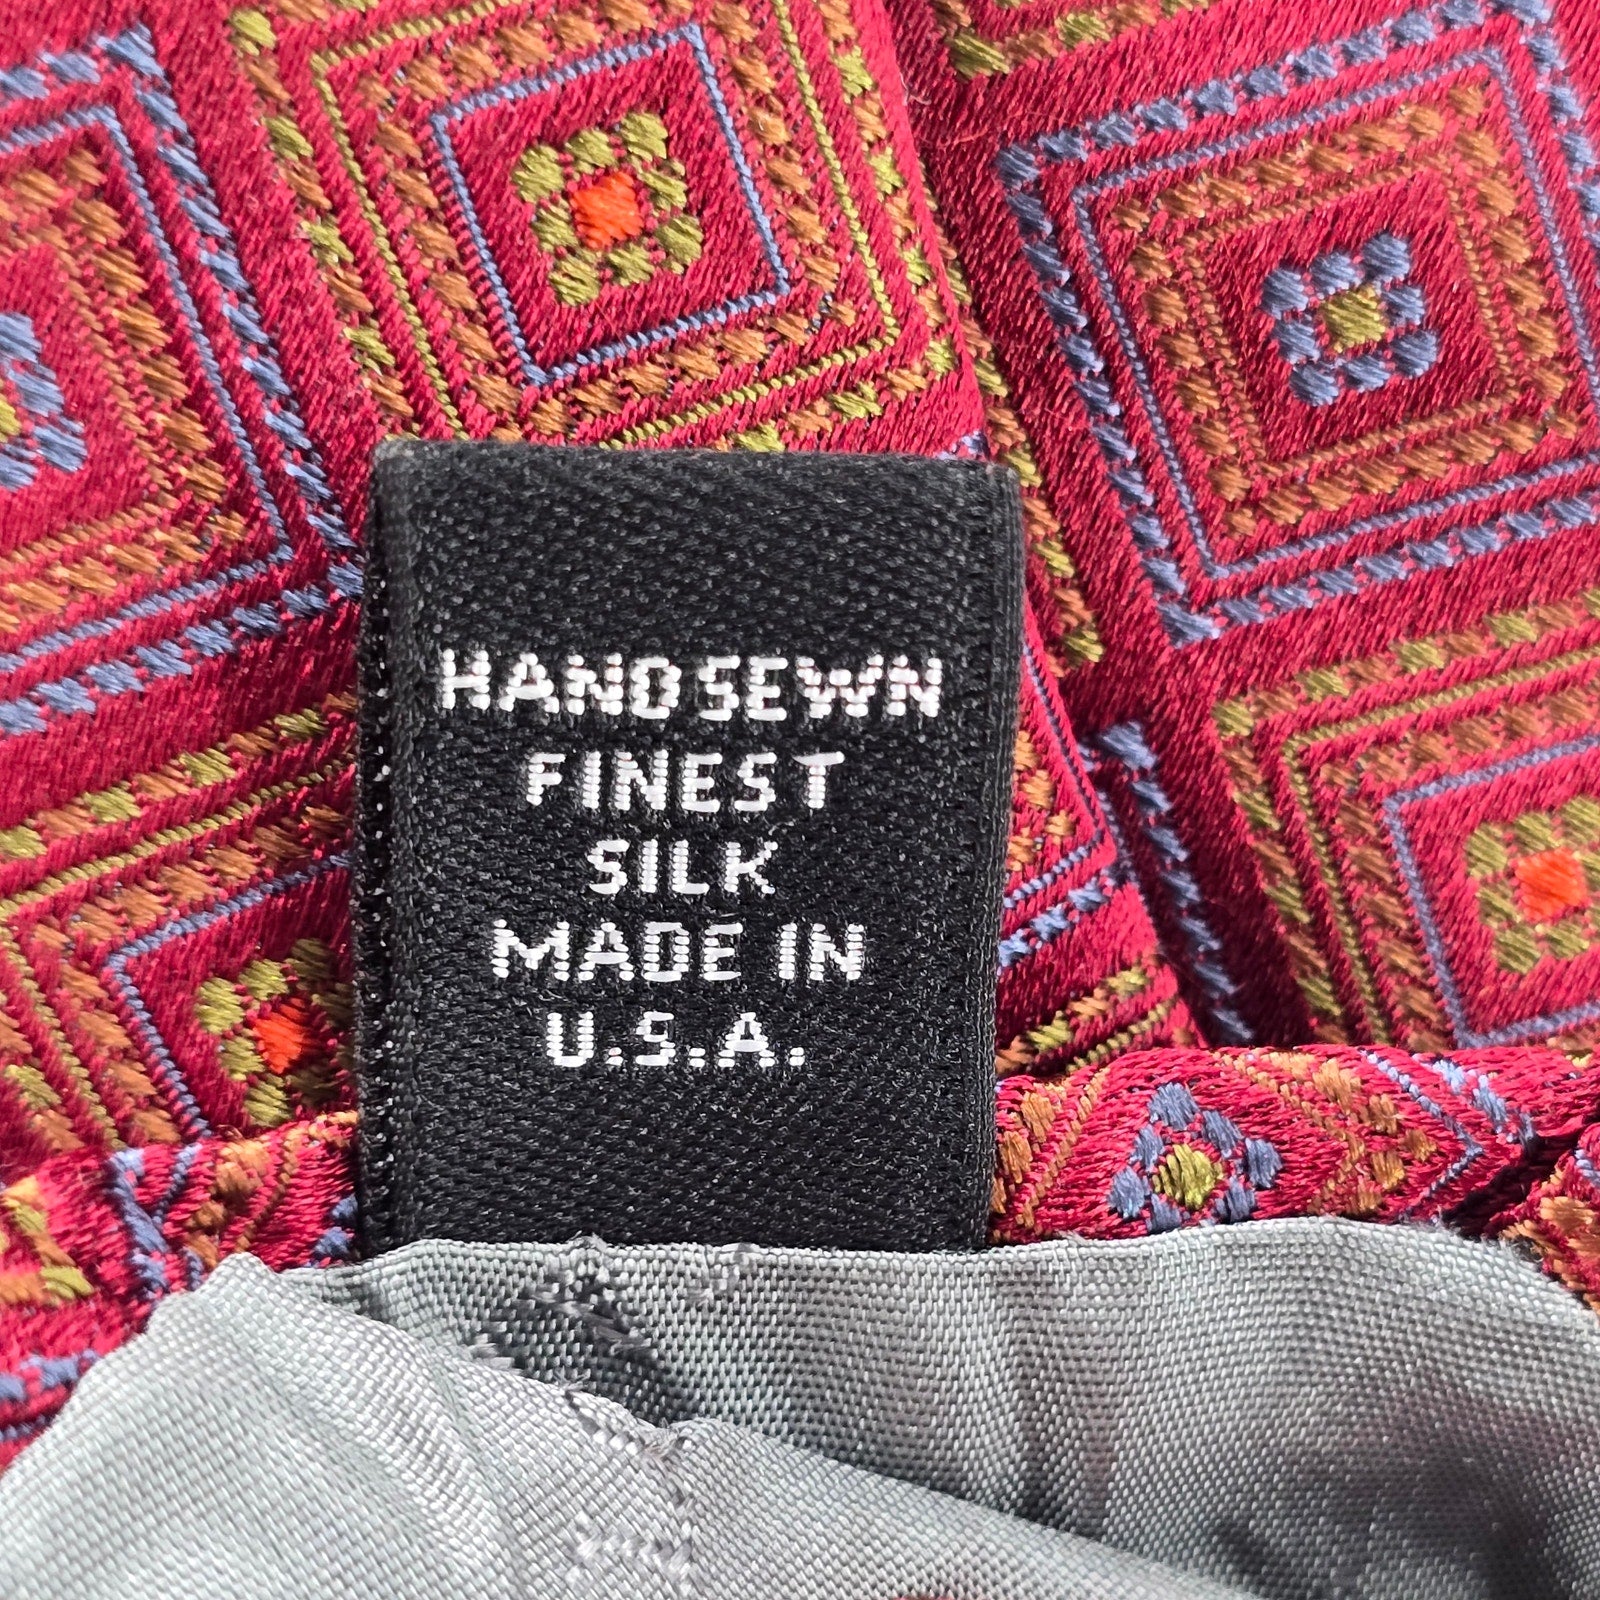 HANDSEWN
FINEST
SILK
MADE IN
U.S.A.